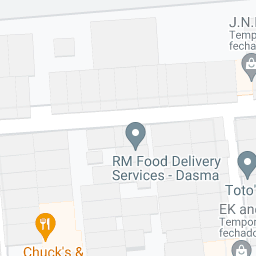 J.N.
Tempo
fechad
RM Food Delivery
Services - Dasma
Toto'
EK and
Tempor
fechado
Chuck's &